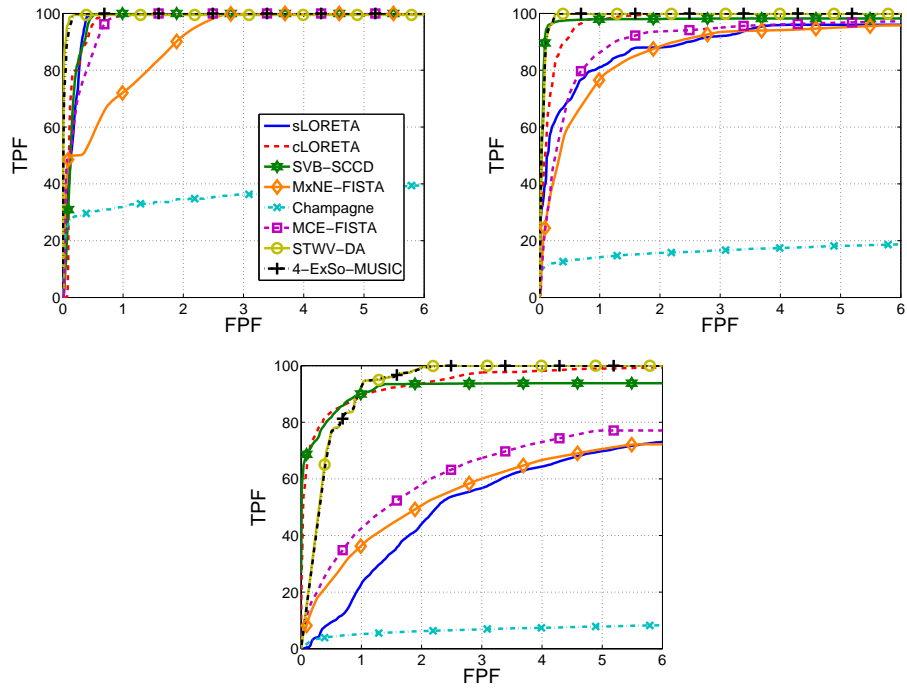 100
80
60
40
20
0
TPF
0 1 2 3 4 5 6
FPF
sLORETA
cLORETA
SVB−SCCD
MxNE−FISTA
Champagne
MCE−FISTA
STWV−DA
4−ExSo−MUSIC
100
80
60
40
20
0
TPF
0 1 2 3 4 5 6
FPF
100
80
60
40
20
0
TPF
0 1 2 3 4 5 6
FPF